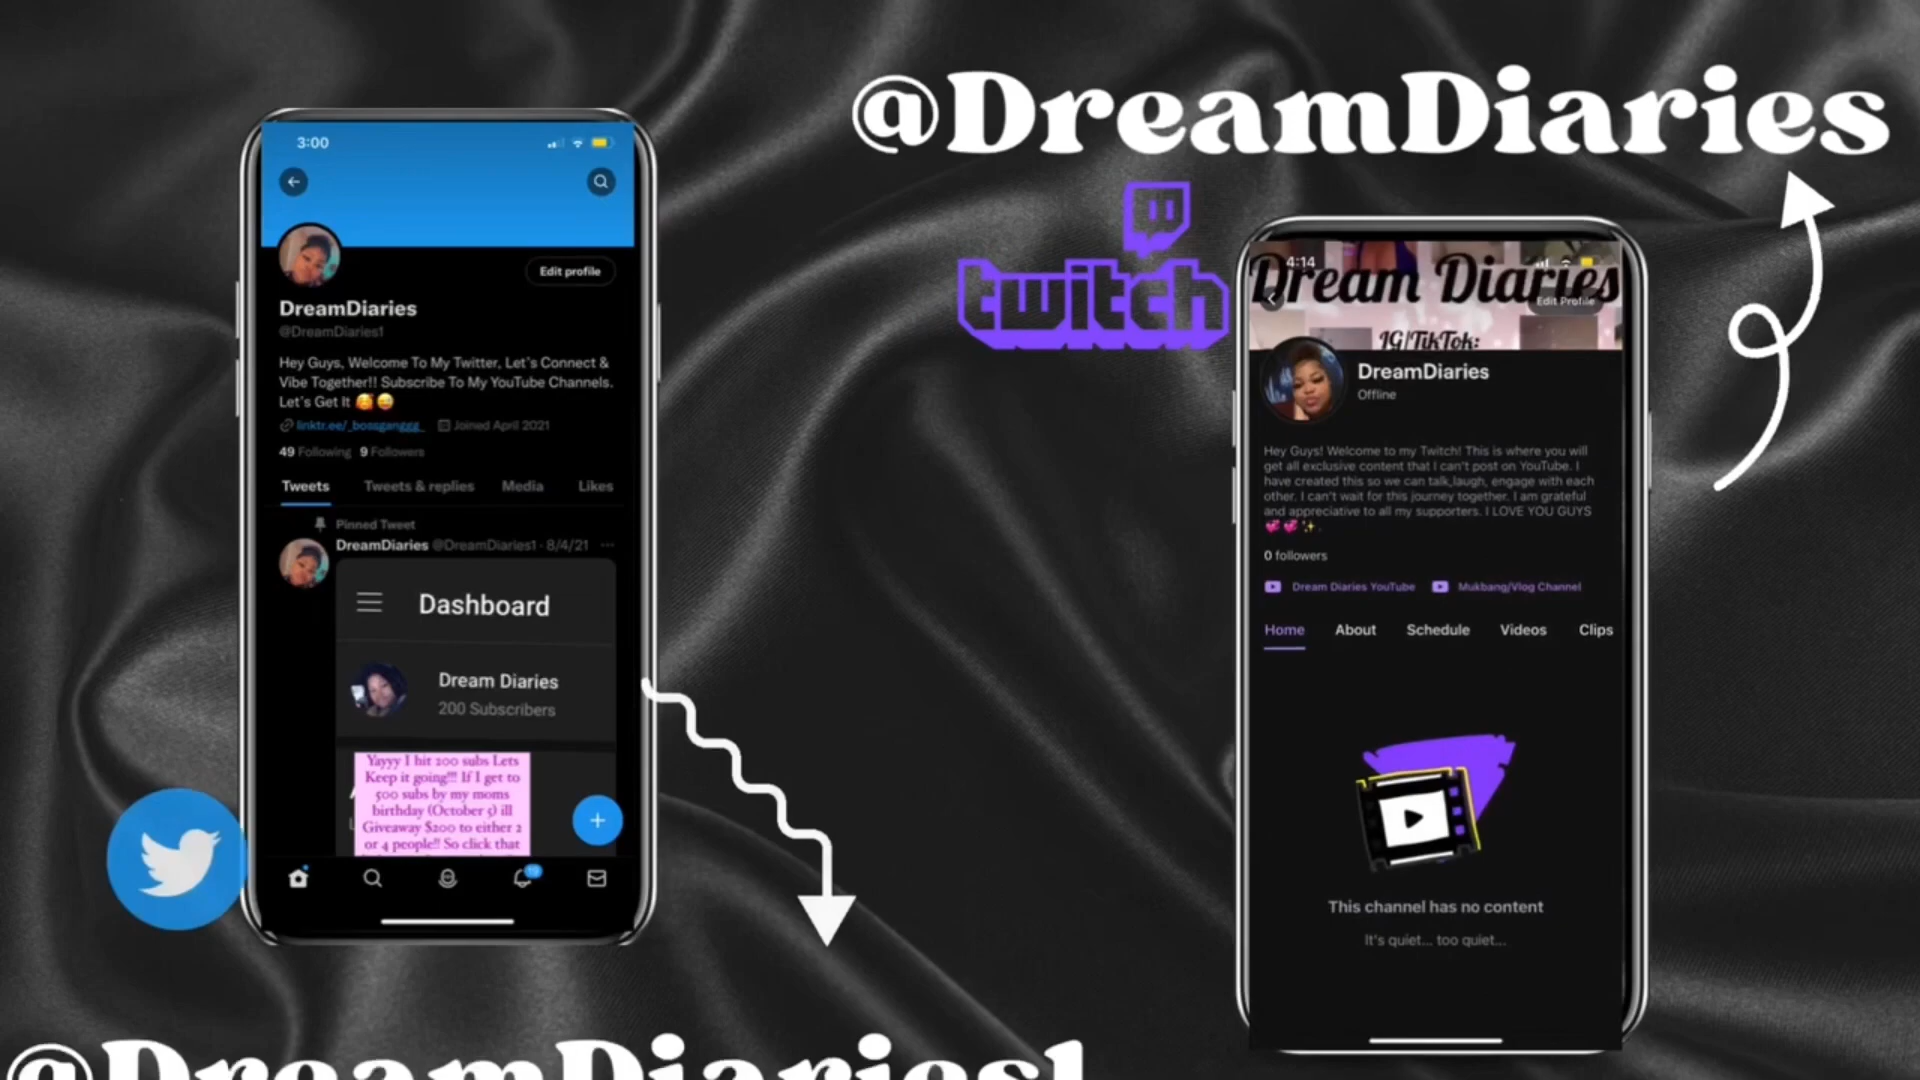 @DreamDiaries
twitch
3:00
Edit profile
DreamDiaries
@DreamDiaries1
Hey Guys, Welcome To My Twitter, Let's Connect &
Vibe Together!! Subscribe To My YouTube Channels.
Let's Get It 🥰😅
linktr.ee/_bossganggg_ Joined April 2021
49 Following 9 Followers
Tweets Tweets & replies Media Likes
Pinned Tweet
DreamDiaries @DreamDiaries1 · 8/4/21 ...
Dashboard
Dream Diaries
200 Subscribers
Yayyy I hit 200 subs Lets
Keep it going!!! If I get to
500 subs by my moms
birthday (October 5) ill
Giveaway $200 to either 2
or 4 people!! So click that
4:14
Dream Diaries
Edit Profile
IG/TikTok:
DreamDiaries
Offline
Hey Guys! Welcome to my Twitch! This is where you will
get all exclusive content that I can't post on YouTube. I
have created this so we can talk,laugh, engage with each
other. I can't wait for this journey together. I am grateful
and appreciative to all my supporters. I LOVE YOU GUYS
💞💞✨.
0 followers
Dream Diaries YouTube Mukbang/Vlog Channel
Home About Schedule Videos Clips
This channel has no content
It's quiet... too quiet...
@DreamDiaries1